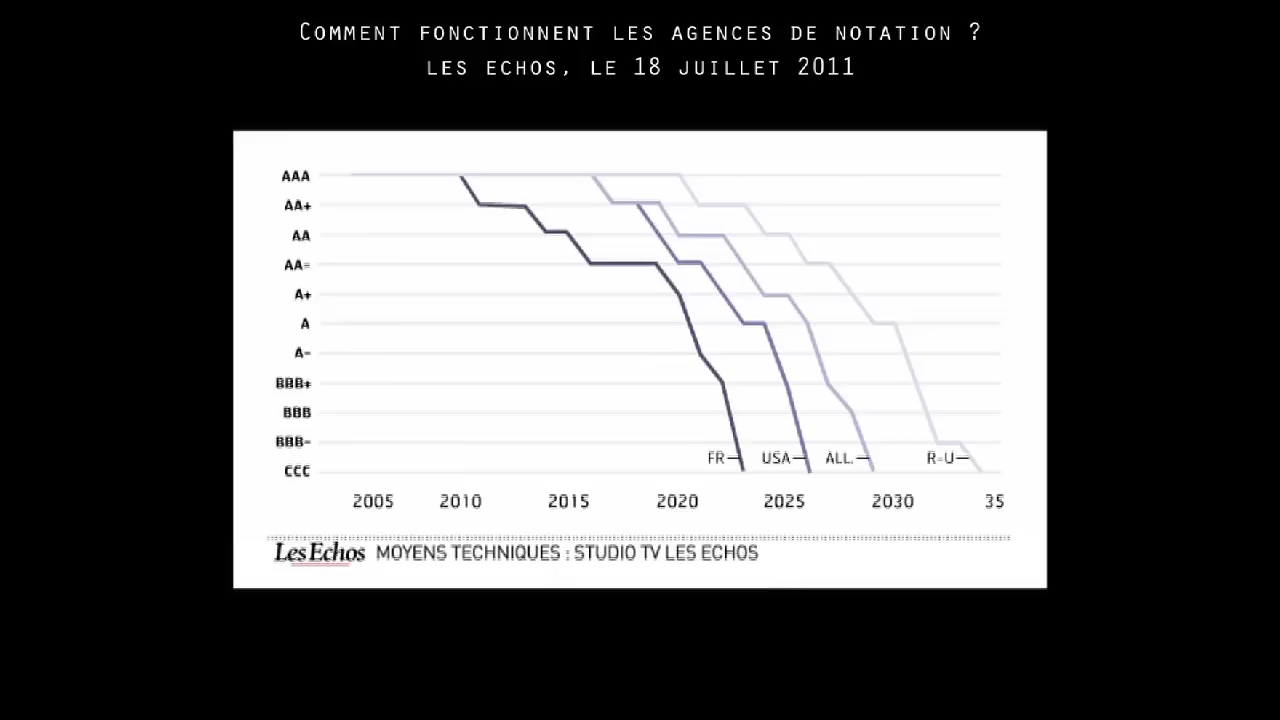 Comment fonctionnent les agences de notation ?
les echos, le 18 juillet 2011
AAA
AA+
AA
AA-
A+
A
A-
BBB+
BBB
BBB-
CCC
FR USA ALL. R-U
2005 2010 2015 2020 2025 2030 35
Les Echos MOYENS TECHNIQUES : STUDIO TV LES ECHOS